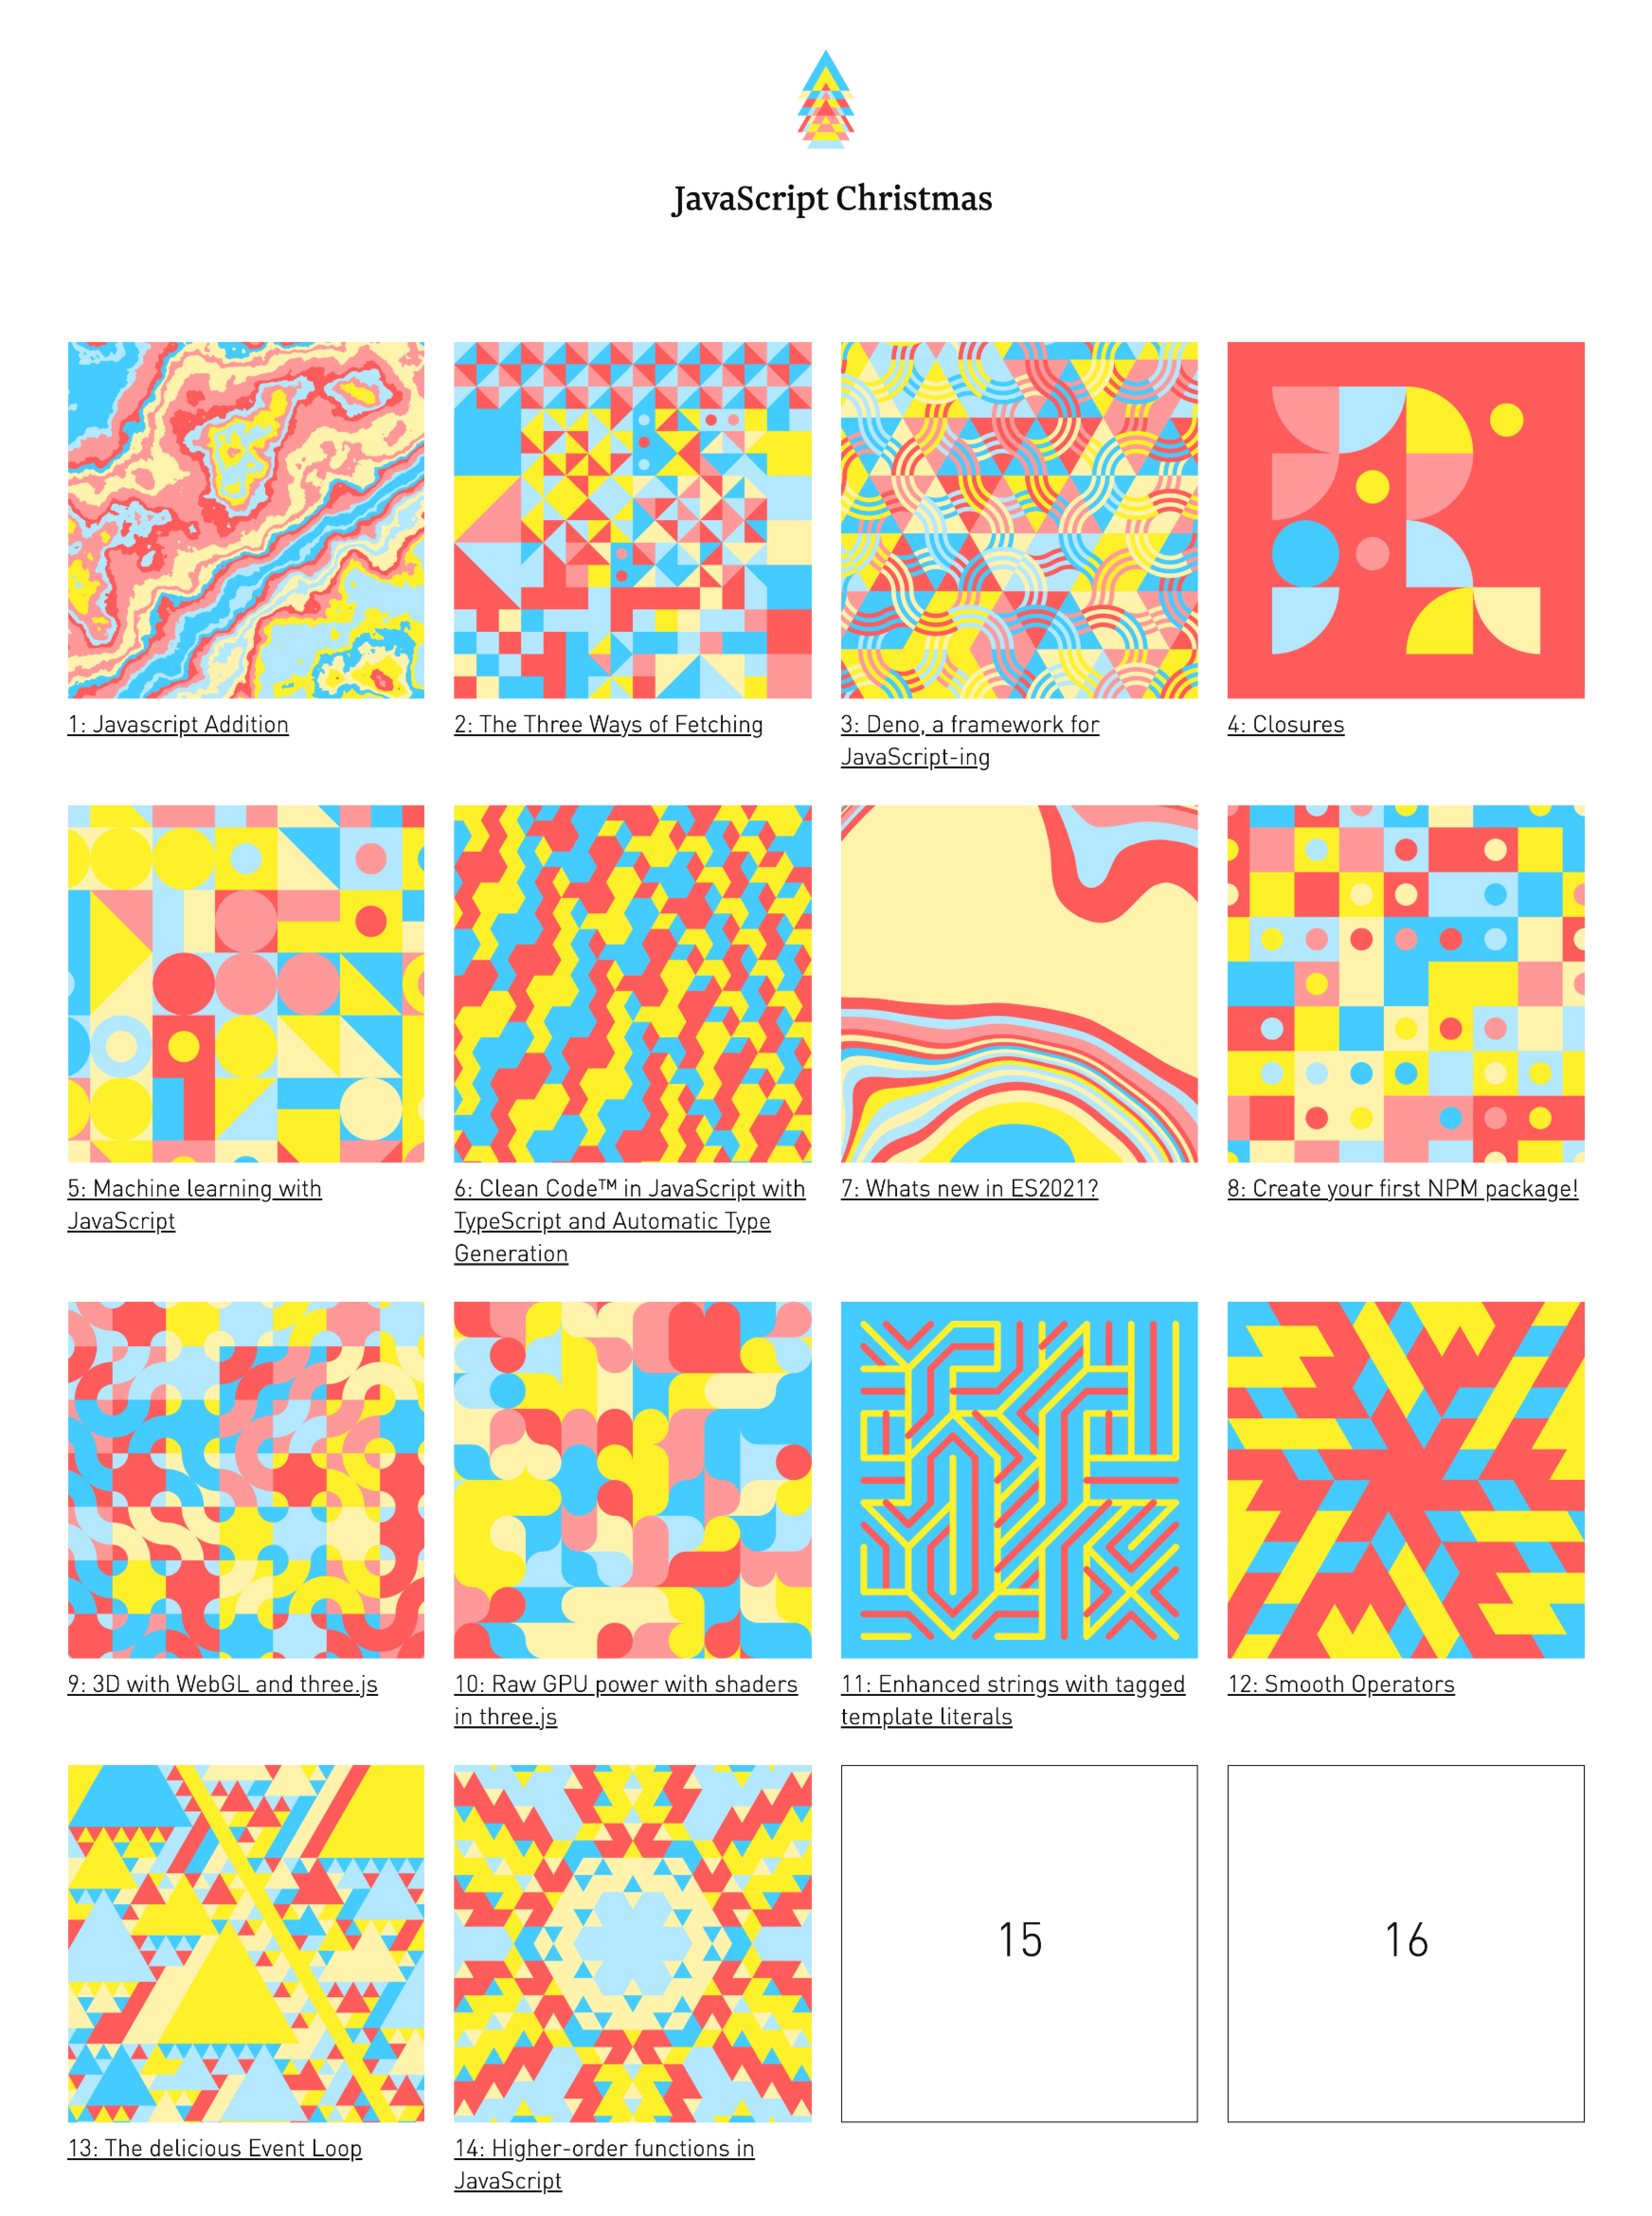 JavaScript Christmas
1: Javascript Addition
2: The Three Ways of Fetching
3: Deno, a framework for
JavaScript-ing
4: Closures
5: Machine learning with
JavaScript
6: Clean Code™ in JavaScript with
TypeScript and Automatic Type
Generation
7: Whats new in ES2021?
8: Create your first NPM package!
9: 3D with WebGL and three.js
10: Raw GPU power with shaders
in three.js
11: Enhanced strings with tagged
template literals
12: Smooth Operators
13: The delicious Event Loop
14: Higher-order functions in
JavaScript
15
16